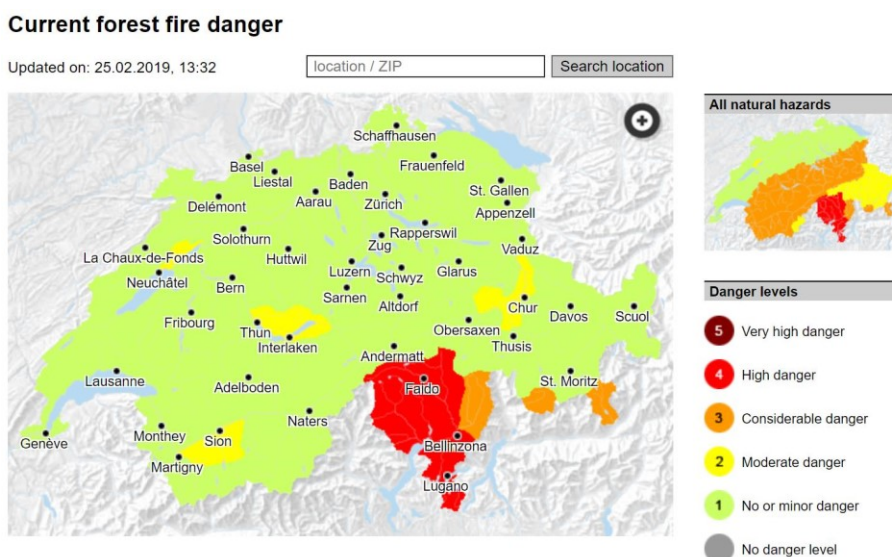 Current forest fire danger
Updated on: 25.02.2019, 13:32
location / ZIP
Search location
All natural hazards
Schaffhausen
Basel
Liestal
Baden
Frauenfeld
Delémont
Aarau
Zürich
St. Gallen
Appenzell
Solothurn
Rapperswil
La Chaux-de-Fonds
Huttwil
Zug
Vaduz
Neuchâtel
Bern
Luzern
Schwyz
Glarus
Sarnen
Altdorf
Chur
Davos
Scuol
Fribourg
Thun
Obersaxen
Interlaken
Andermatt
Thusis
Lausanne
Adelboden
Faido
St. Moritz
Genève
Monthey
Sion
Naters
Bellinzona
Martigny
Lugano
Danger levels
5 Very high danger
4 High danger
3 Considerable danger
2 Moderate danger
1 No or minor danger
No danger level